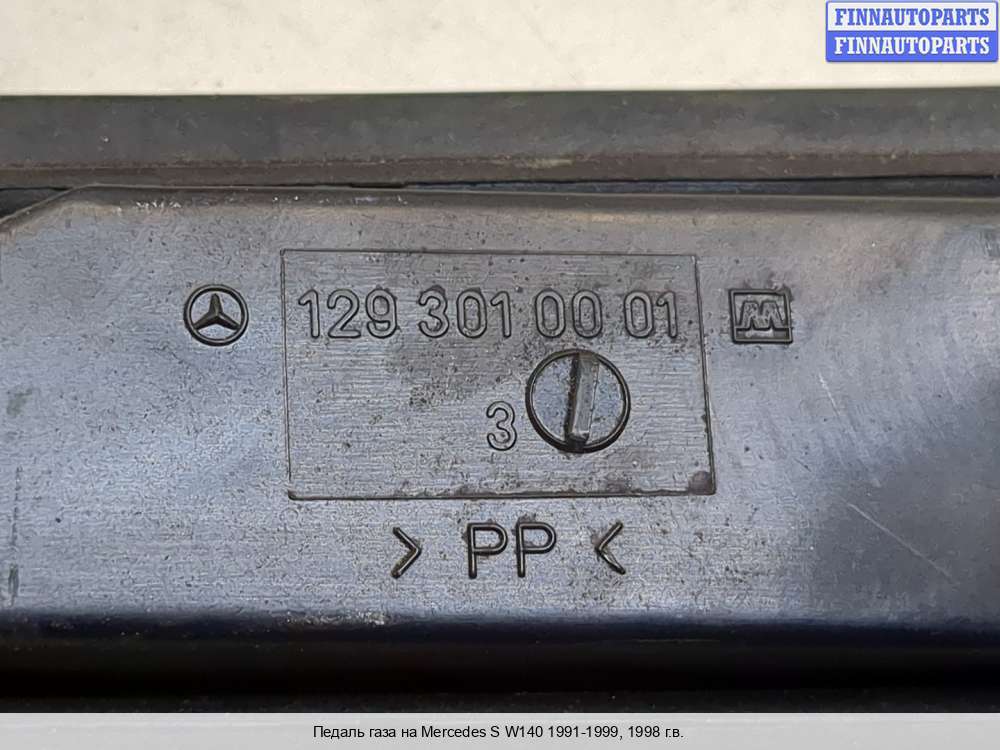 FINNAUTOPARTS
FINNAUTOPARTS
129 301 00 01
3
> PP <
Педаль газа на Mercedes S W140 1991-1999, 1998 г.в.